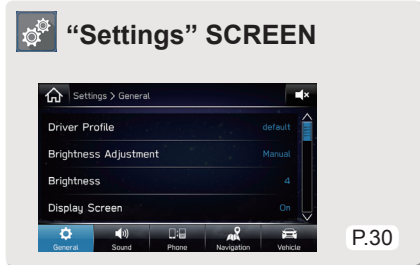 “Settings” SCREEN
Settings > General
Driver Profile default
Brightness Adjustment Manual
Brightness 4
Display Screen On
General Sound Phone Navigation Vehicle
P.30